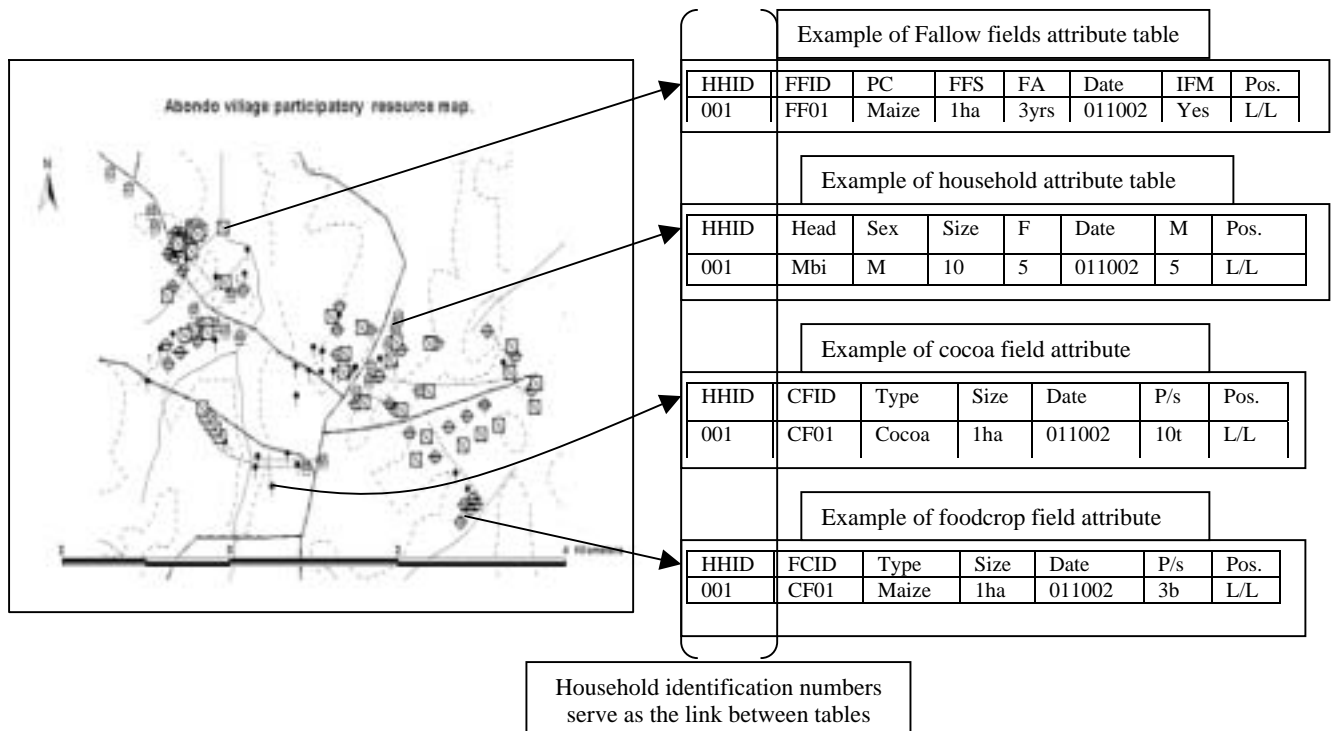 Example of Fallow fields attribute table
Abondo village participatory resource map.
HHID FFID PC FFS FA Date IFM Pos.
001 FF01 Maize 1ha 3yrs 011002 Yes L/L
N
Example of household attribute table
HHID Head Sex Size F Date M Pos.
001 Mbi M 10 5 011002 5 L/L
Example of cocoa field attribute
HHID CFID Type Size Date P/s Pos.
001 CF01 Cocoa 1ha 011002 10t L/L
Example of foodcrop field attribute
HHID FCID Type Size Date P/s Pos.
001 CF01 Maize 1ha 011002 3b L/L
4 Kilometers
Household identification numbers
serve as the link between tables